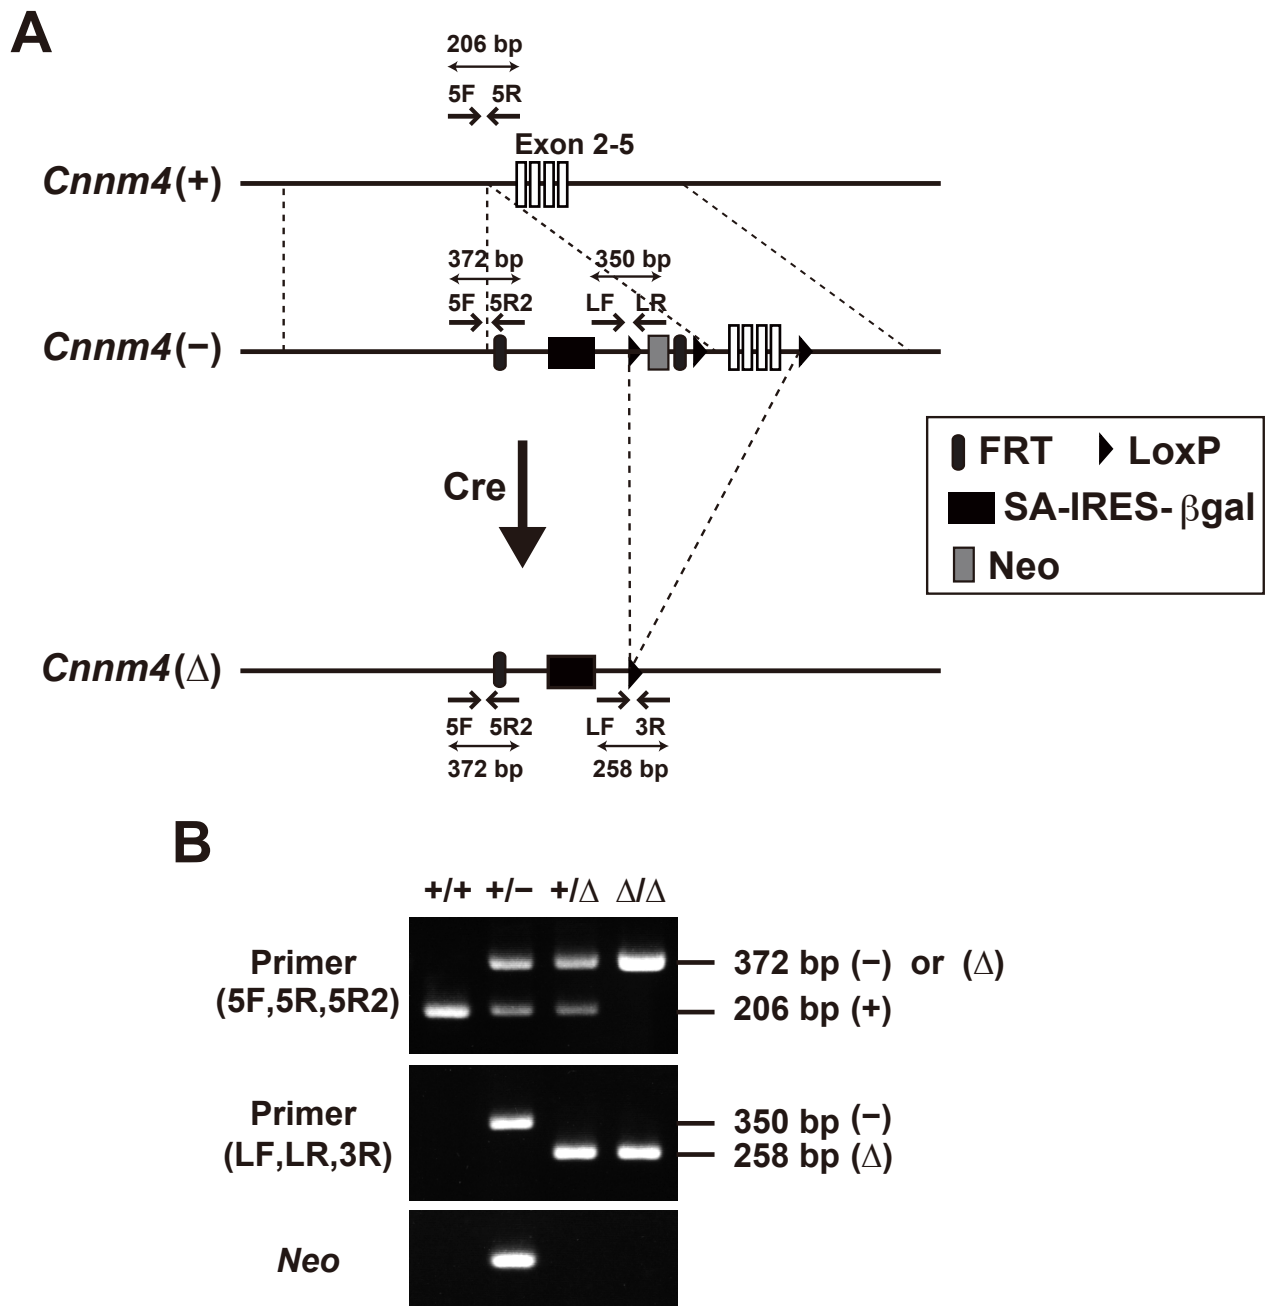 A
206 bp
5F 5R
Exon 2-5
Cnnm4(+)
372 bp 350 bp
5F 5R2 LF LR
Cnnm4(−)
Cre
FRT LoxP
SA-IRES-βgal
Neo
Cnnm4(Δ)
5F 5R2 LF 3R
372 bp 258 bp
B
+/+ +/− +/Δ Δ/Δ
Primer
(5F,5R,5R2)
372 bp (−) or (Δ)
206 bp (+)
Primer
(LF,LR,3R)
350 bp (−)
258 bp (Δ)
Neo